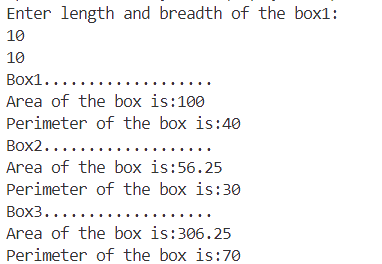 Enter length and breadth of the box1:
10
10
Box1...................
Area of the box is:100
Perimeter of the box is:40
Box2...................
Area of the box is:56.25
Perimeter of the box is:30
Box3...................
Area of the box is:306.25
Perimeter of the box is:70